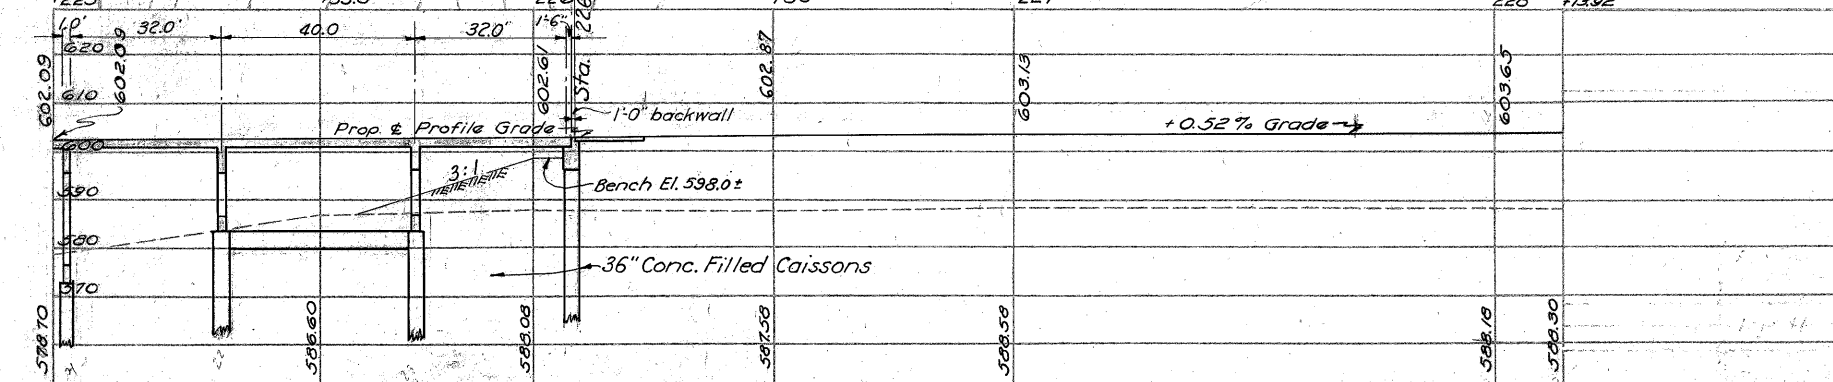 1.0' 32.0' 40.0 32.0" 1'-6"
620
610
600
590
580
570
602.09
602.09
602.61
Sta. 226
602.87
603.13
603.65
1'-0" backwall
Prop. ℄ Profile Grade
+0.52% Grade
3:1
Bench El. 598.0±
36" Conc. Filled Caissons
578.70
586.60
588.08
587.58
588.58
588.18
588.30